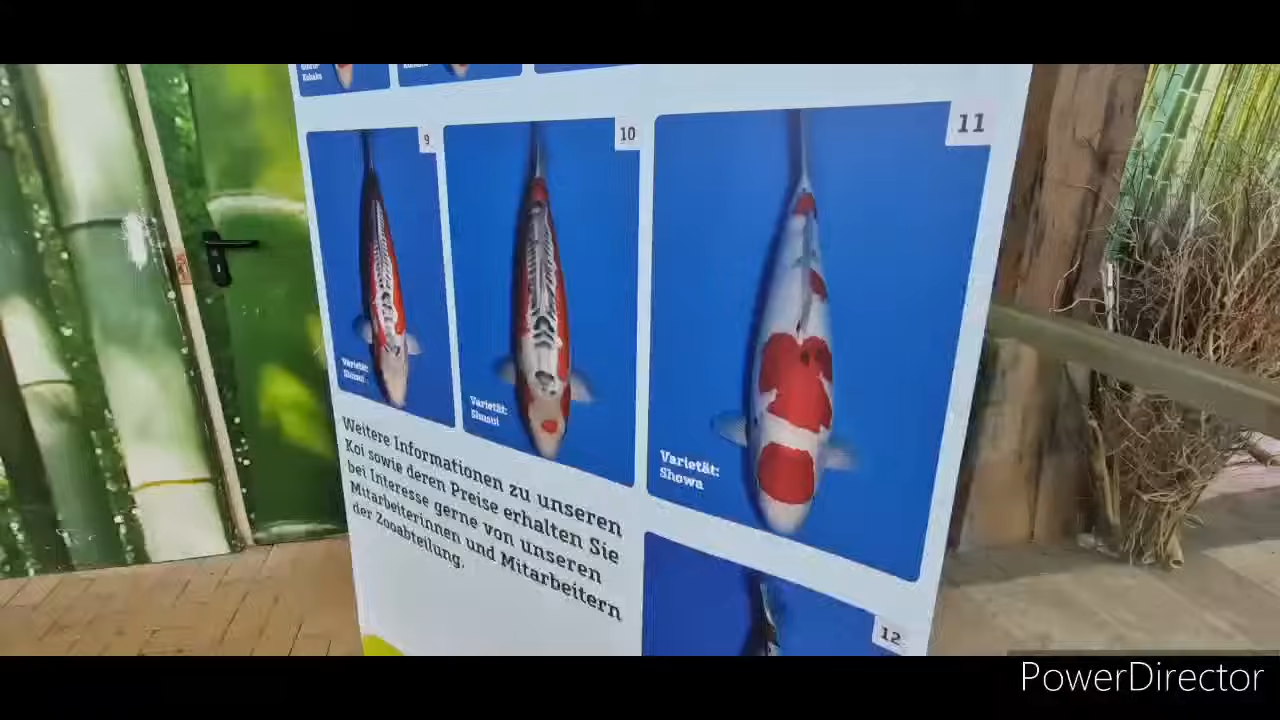 Kohaku
9
10
11
Varietät:
Shusui
Varietät:
Shusui
Varietät:
Showa
Weitere Informationen zu unseren
Koi sowie deren Preise erhalten Sie
bei Interesse gerne von unseren
Mitarbeiterinnen und Mitarbeitern
der Zooabteilung.
12
PowerDirector